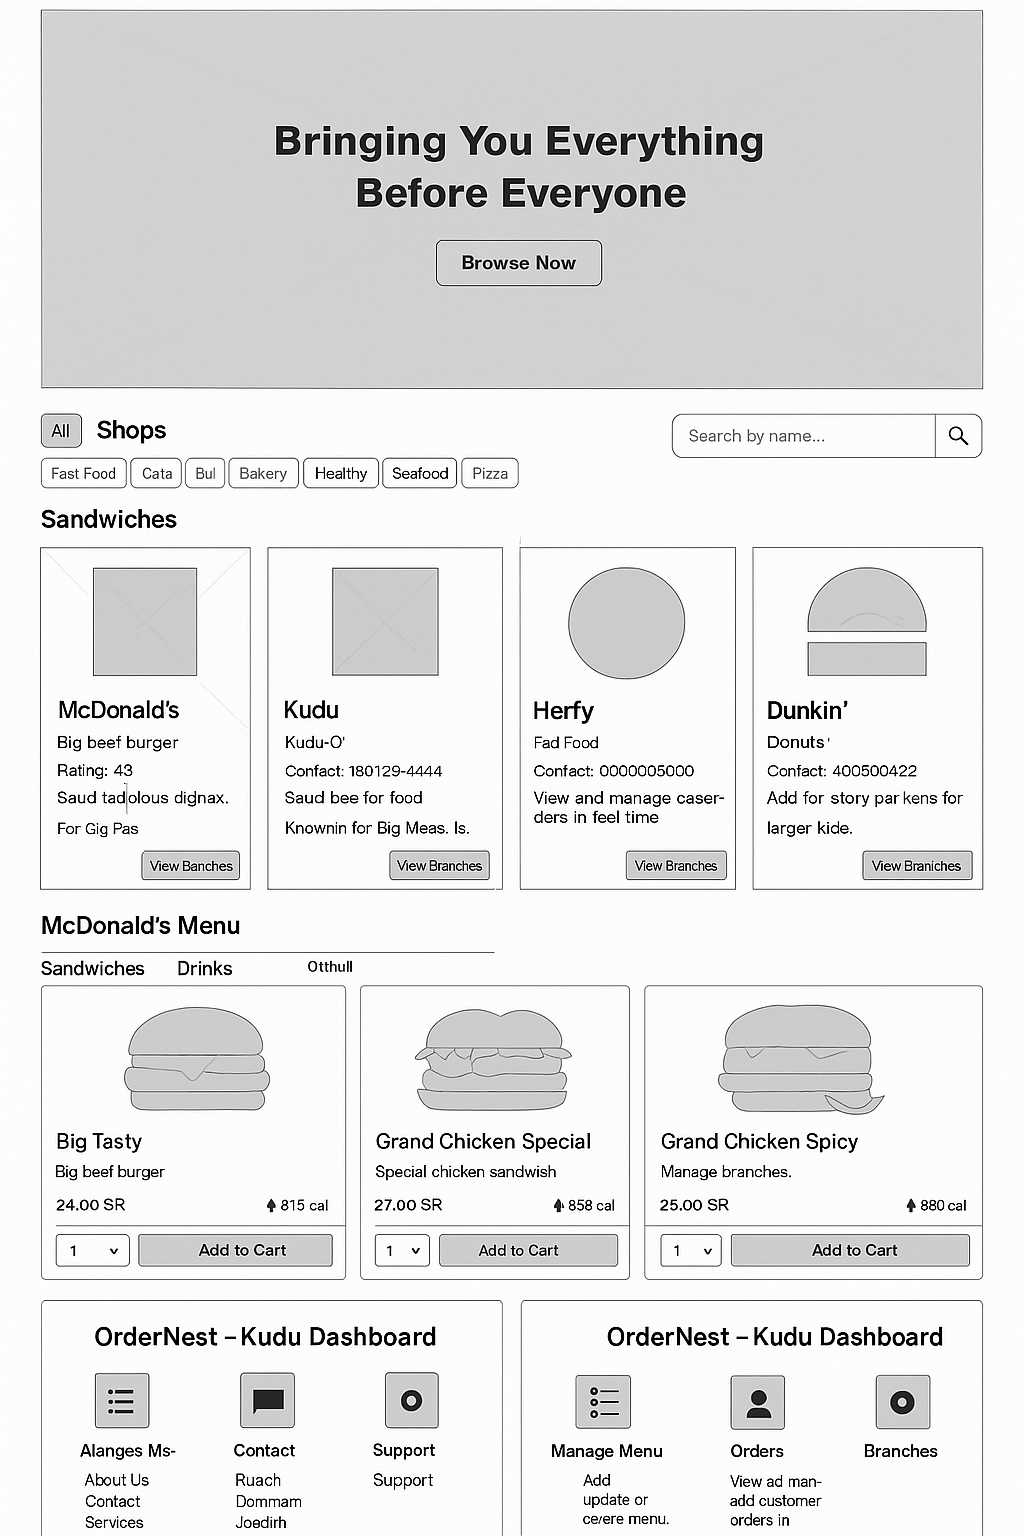 Bringing You Everything
Before Everyone
Browse Now
All
Shops
Search by name...
Fast Food
Cata
Bul
Bakery
Healthy
Seafood
Pizza
Sandwiches
McDonald's
Big beef burger
Rating: 43
Saud tadolous dignax.
For Gig Pas
View Banches
Kudu
Kudu-O'
Confact: 180129-4444
Saud bee for food
Knownin for Big Meas. Is.
View Branches
Herfy
Fad Food
Confact: 0000005000
View and manage caser-
ders in feel time
View Branches
Dunkin'
Donuts'
Confact: 400500422
Add for story par kens for
larger kide.
View Braniches
McDonald's Menu
Sandwiches
Drinks
Otthull
Big Tasty
Big beef burger
24.00 SR
815 cal
1
Add to Cart
Grand Chicken Special
Special chicken sandwish
27.00 SR
858 cal
1
Add to Cart
Grand Chicken Spicy
Manage branches.
25.00 SR
880 cal
1
Add to Cart
OrderNest – Kudu Dashboard
Alanges Ms-
About Us
Contact
Services
Contact
Ruach
Dommam
Joedirh
Support
Support
OrderNest – Kudu Dashboard
Manage Menu
Add
update or
ce/ere menu.
Orders
View ad man-
add customer
orders in
Branches